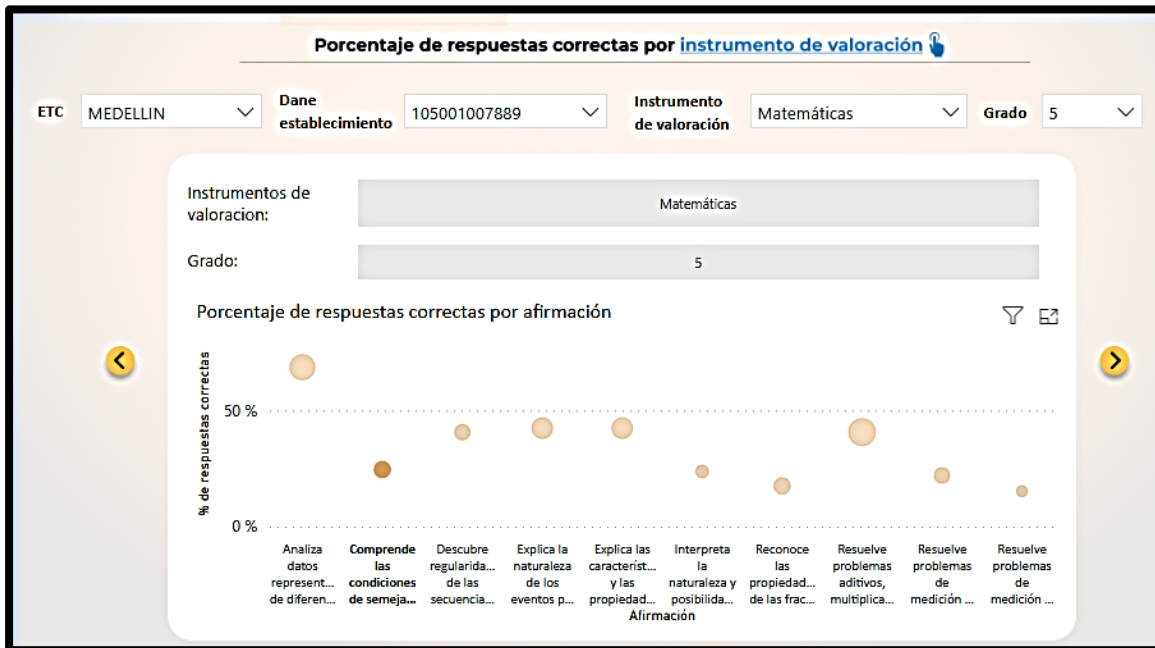 Porcentaje de respuestas correctas por instrumento de valoración
ETC
MEDELLIN
Dane
establecimiento
105001007889
Instrumento
de valoración
Matemáticas
Grado
5
Instrumentos de
valoracion:
Matemáticas
Grado:
5
Porcentaje de respuestas correctas por afirmación
% de respuestas correctas
50 %
0 %
Analiza
datos
represent...
de diferen...
Comprende
las
condiciones
de semeja...
Descubre
regularida...
de las
secuencia...
Explica la
naturaleza
de los
eventos p...
Explica las
característ...
y las
propiedad...
Interpreta
la
naturaleza y
posibilida...
Reconoce
las
propiedad...
de las frac...
Resuelve
problemas
aditivos,
multiplica...
Resuelve
problemas
de
medición ...
Resuelve
problemas
de
medición ...
Afirmación